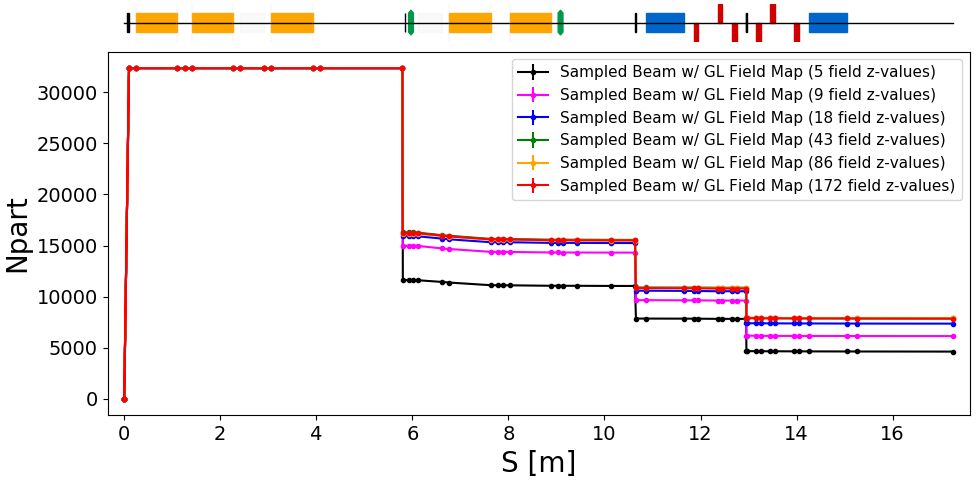 Sampled Beam w/ GL Field Map (5 field z-values)
Sampled Beam w/ GL Field Map (9 field z-values)
Sampled Beam w/ GL Field Map (18 field z-values)
Sampled Beam w/ GL Field Map (43 field z-values)
Sampled Beam w/ GL Field Map (86 field z-values)
Sampled Beam w/ GL Field Map (172 field z-values)
Npart
30000
25000
20000
15000
10000
5000
0
0 2 4 6 8 10 12 14 16
S [m]